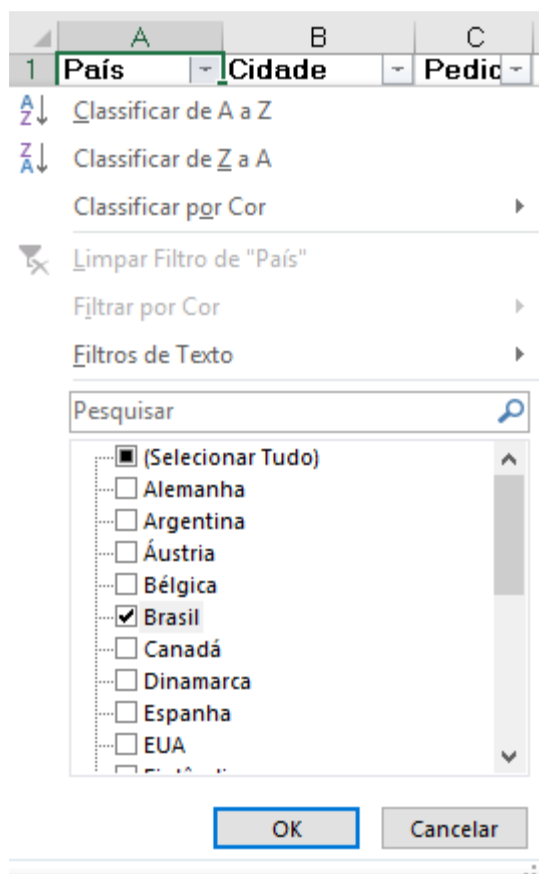 A B C
1 País Cidade Pedic
Classificar de A a Z
Classificar de Z a A
Classificar por Cor
Limpar Filtro de "País"
Filtrar por Cor
Filtros de Texto
Pesquisar
(Selecionar Tudo)
Alemanha
Argentina
Áustria
Bélgica
Brasil
Canadá
Dinamarca
Espanha
EUA
OK Cancelar